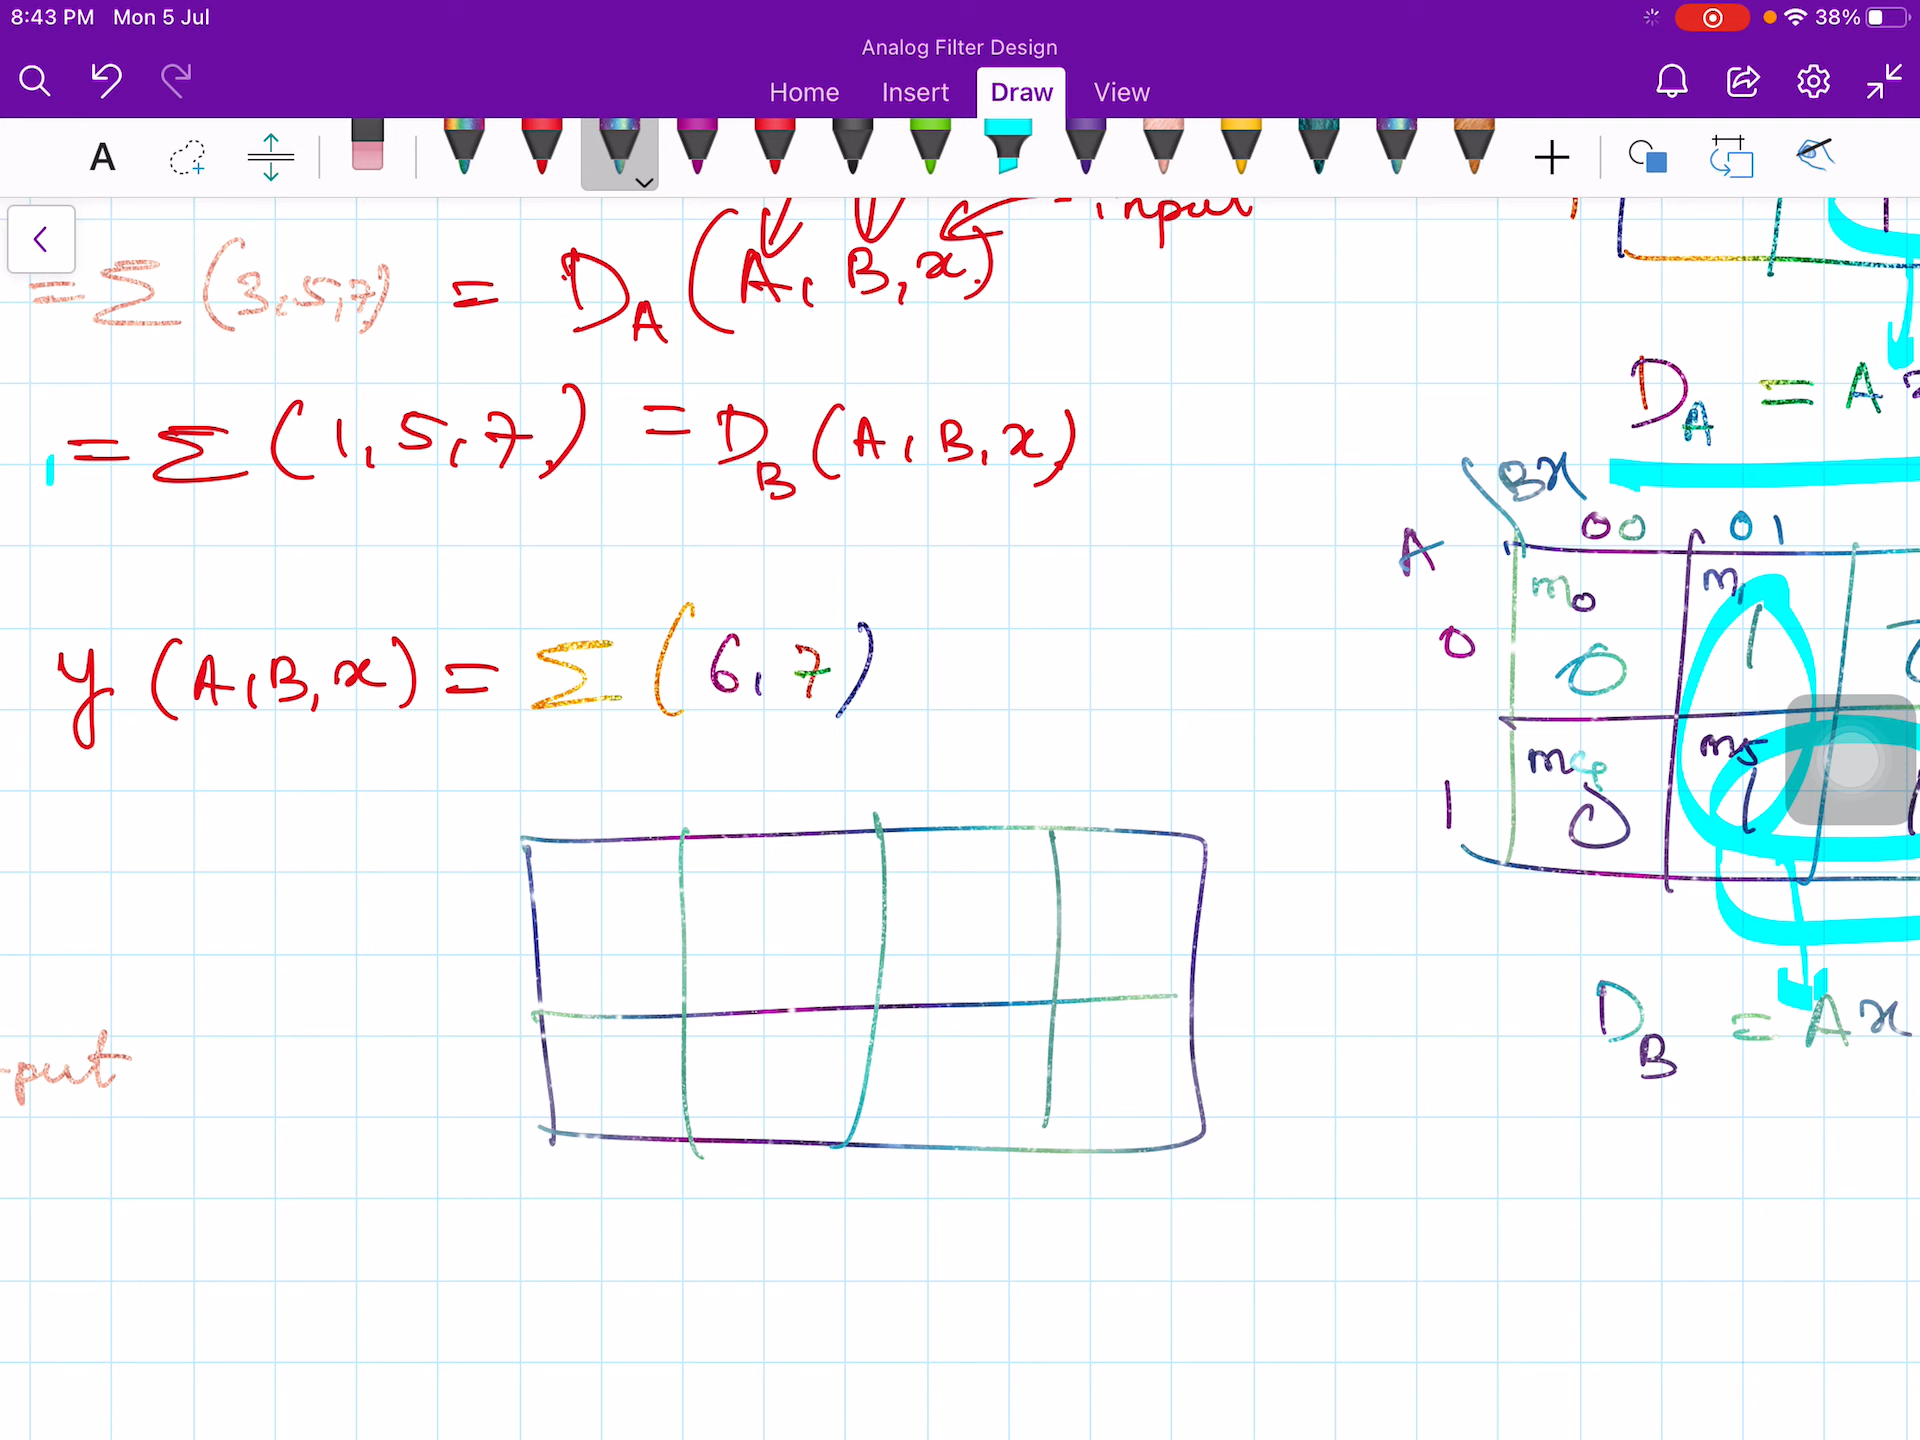 8:43 PM Mon 5 Jul
38%
Analog Filter Design
Home Insert Draw View
A
input
= Σ (3,5,7) = D_A (A, B, x)
= Σ (1, 5, 7) = D_B (A, B, x)
y (A, B, x) = Σ (6, 7)
put
D_A = A
Bx
00 01
A
m0 m1
0 0 1
m4 m5
1 0 1
D_B = A x